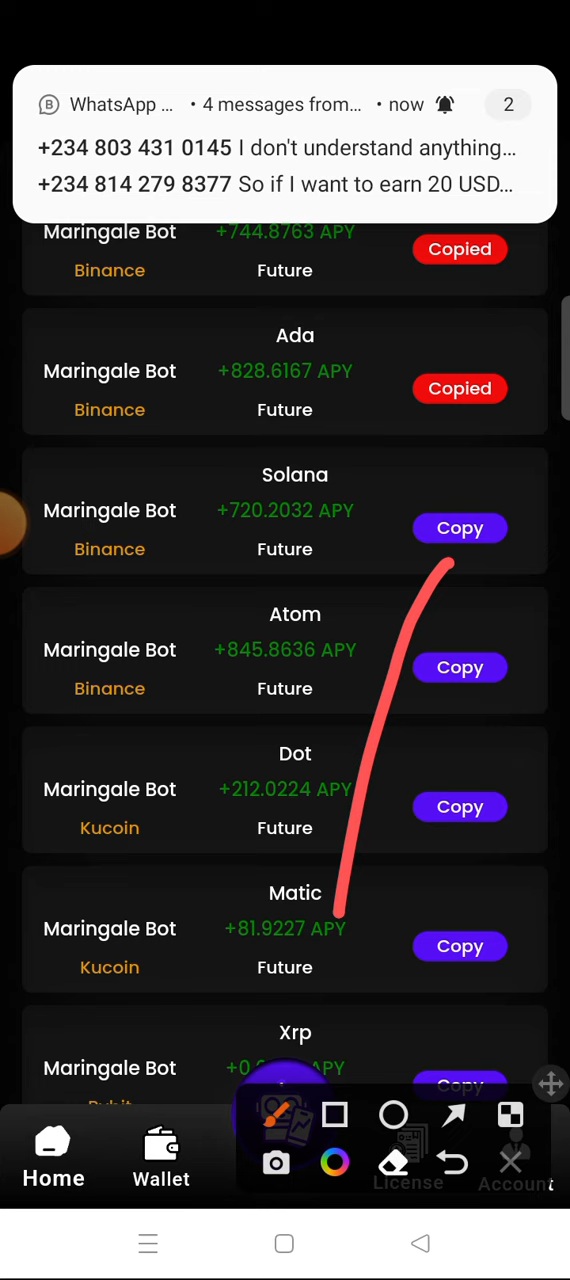 WhatsApp ... • 4 messages from... • now 2
+234 803 431 0145 I don't understand anything...
+234 814 279 8377 So if I want to earn 20 USD...
Maringale Bot +744.8763 APY Copied
Binance Future
Ada
Maringale Bot +828.6167 APY Copied
Binance Future
Solana
Maringale Bot +720.2032 APY Copy
Binance Future
Atom
Maringale Bot +845.8636 APY Copy
Binance Future
Dot
Maringale Bot +212.0224 APY Copy
Kucoin Future
Matic
Maringale Bot +81.9227 APY Copy
Kucoin Future
Xrp
Maringale Bot APY Copy
Home Wallet License Account